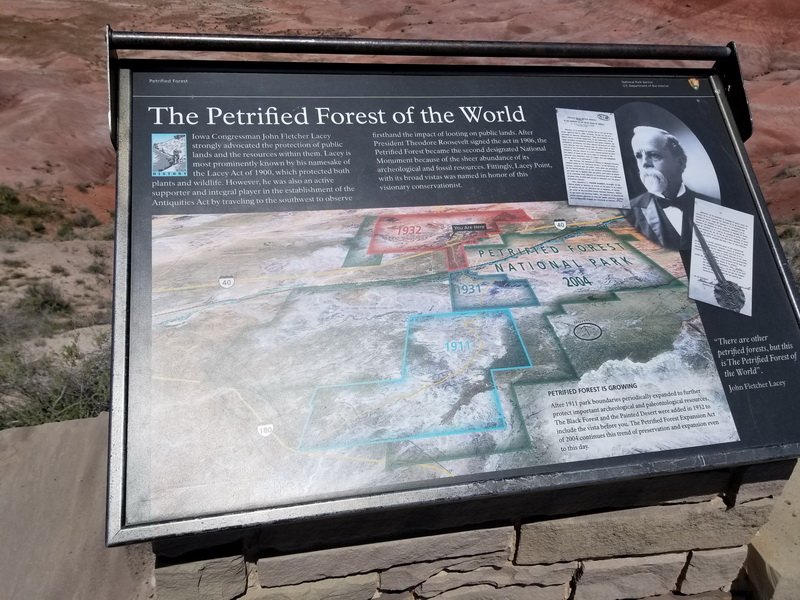 Petrified Forest
National Park Service
U.S. Department of the Interior
The Petrified Forest of the World
HISTORY
Iowa Congressman John Fletcher Lacey
strongly advocated the protection of public
lands and the resources within them. Lacey is
most prominently known by his namesake of
the Lacey Act of 1900, which protected both
plants and wildlife. However, he was also an active
supporter and integral player in the establishment of the
Antiquities Act by traveling to the southwest to observe
firsthand the impact of looting on public lands. After
President Theodore Roosevelt signed the act in 1906, the
Petrified Forest became the second designated National
Monument because of the sheer abundance of its
archeological and fossil resources. Fittingly, Lacey Point,
with its broad vistas was named in honor of this
visionary conservationist.
1932
You Are Here
40
PETRIFIED FOREST
NATIONAL PARK
2004
40
1931
1911
180
PETRIFIED FOREST IS GROWING
After 1911 park boundaries periodically expanded to further
protect important archeological and paleontological resources.
The Black Forest and the Painted Desert were added in 1932 to
include the vista before you. The Petrified Forest Expansion Act
of 2004 continues this trend of preservation and expansion even
to this day.
"There are other
petrified forests, but this
is The Petrified Forest of
the World".
John Fletcher Lacey